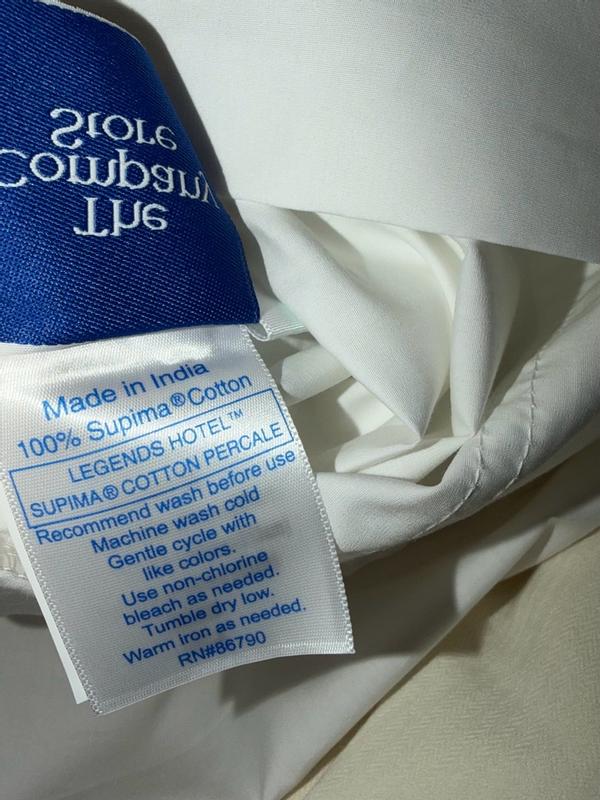 The
Company
Store
Made in India
100% Supima® Cotton
LEGENDS HOTEL™
SUPIMA® COTTON PERCALE
Recommend wash before use
Machine wash cold
Gentle cycle with
like colors.
Use non-chlorine
bleach as needed.
Tumble dry low.
Warm iron as needed.
RN#86790